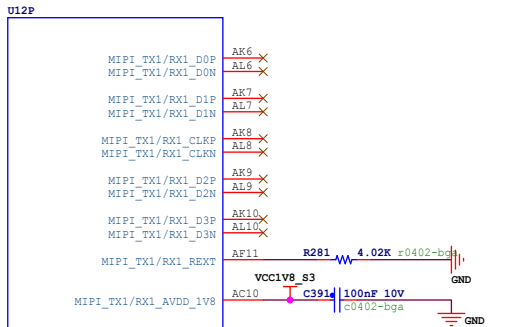 U12P
MIPI_TX1/RX1_D0P AK6
MIPI_TX1/RX1_D0N AL6
MIPI_TX1/RX1_D1P AK7
MIPI_TX1/RX1_D1N AL7
MIPI_TX1/RX1_CLKP AK8
MIPI_TX1/RX1_CLKN AL8
MIPI_TX1/RX1_D2P AK9
MIPI_TX1/RX1_D2N AL9
MIPI_TX1/RX1_D3P AK10
MIPI_TX1/RX1_D3N AL10
MIPI_TX1/RX1_REXT AF11 R281 4.02K r0402-bga
GND
VCC1V8_S3
MIPI_TX1/RX1_AVDD_1V8 AC10 C391 100nF 10V
c0402-bga
GND